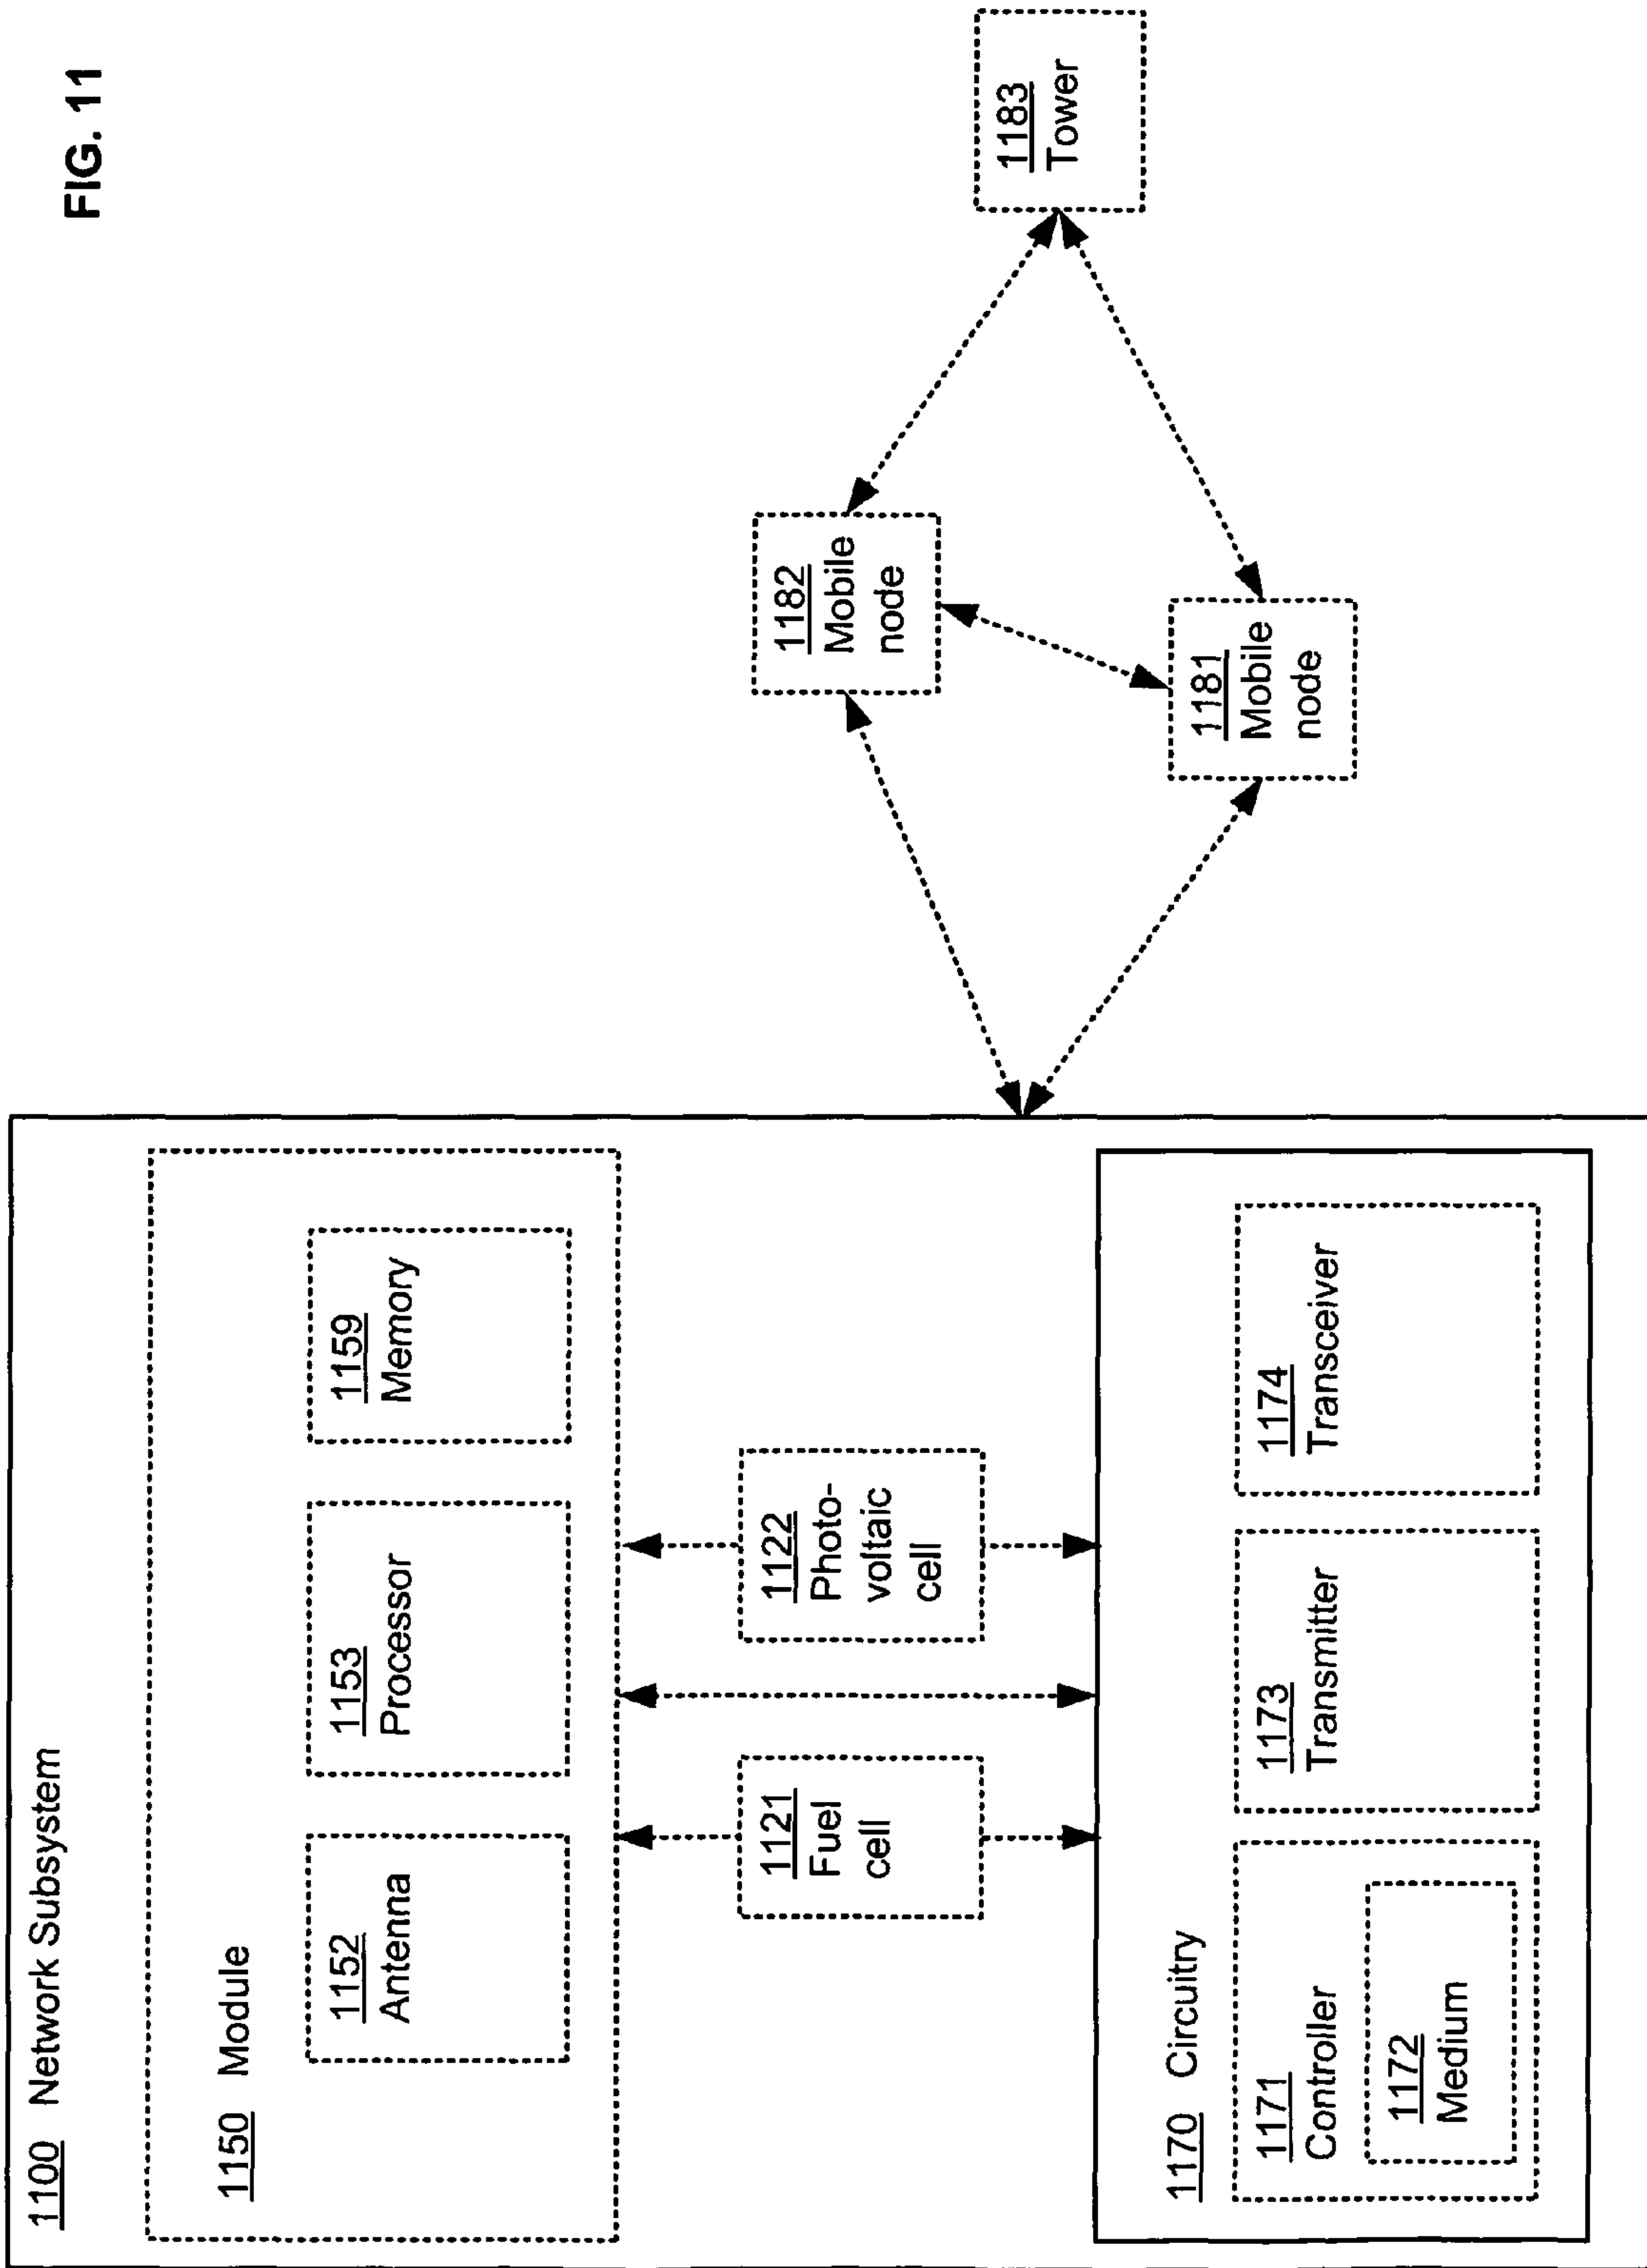 FIG. 11
1100 Network Subsystem
1150 Module
1152
Antenna
1153
Processor
1159
Memory
1121
Fuel
cell
1122
Photo-
voltaic
cell
1170 Circuitry
1171
Controller
1172
Medium
1173
Transmitter
1174
Transceiver
1182
Mobile
node
1181
Mobile
node
1183
Tower